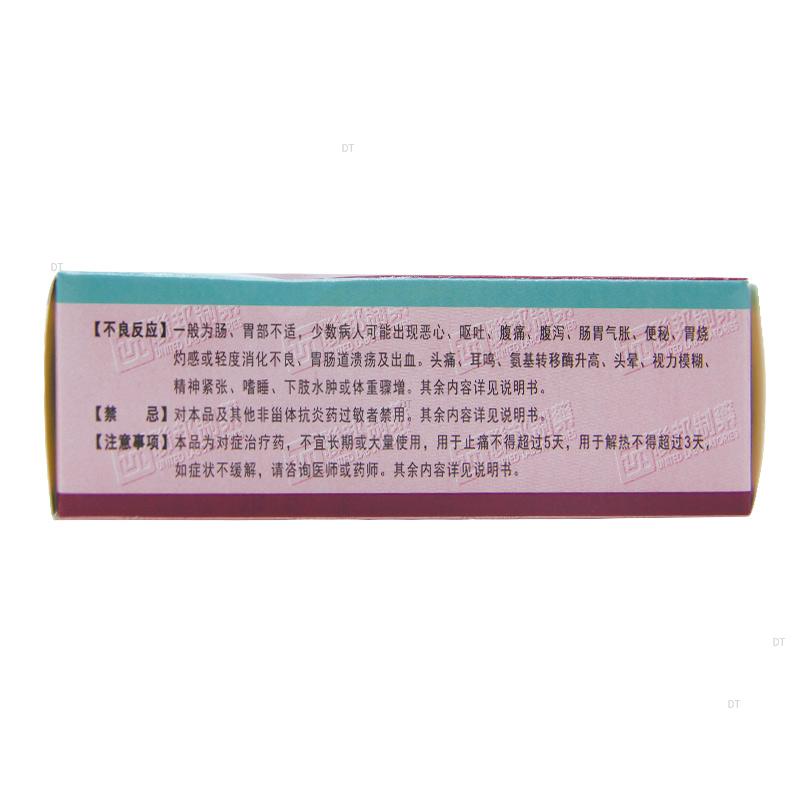 DT
DT
【不良反应】一般为肠、胃部不适，少数病人可能出现恶心、呕吐、腹痛、腹泻、肠胃气胀、便秘、胃烧
灼感或轻度消化不良、胃肠道溃疡及出血。头痛、耳鸣、氨基转移酶升高、头晕、视力模糊、
精神紧张、嗜睡、下肢水肿或体重骤增。其余内容详见说明书。
【禁　忌】对本品及其他非甾体抗炎药过敏者禁用。其余内容详见说明书。
【注意事项】本品为对症治疗药，不宜长期或大量使用，用于止痛不得超过5天，用于解热不得超过3天，
如症状不缓解，请咨询医师或药师。其余内容详见说明书。
DT
DT